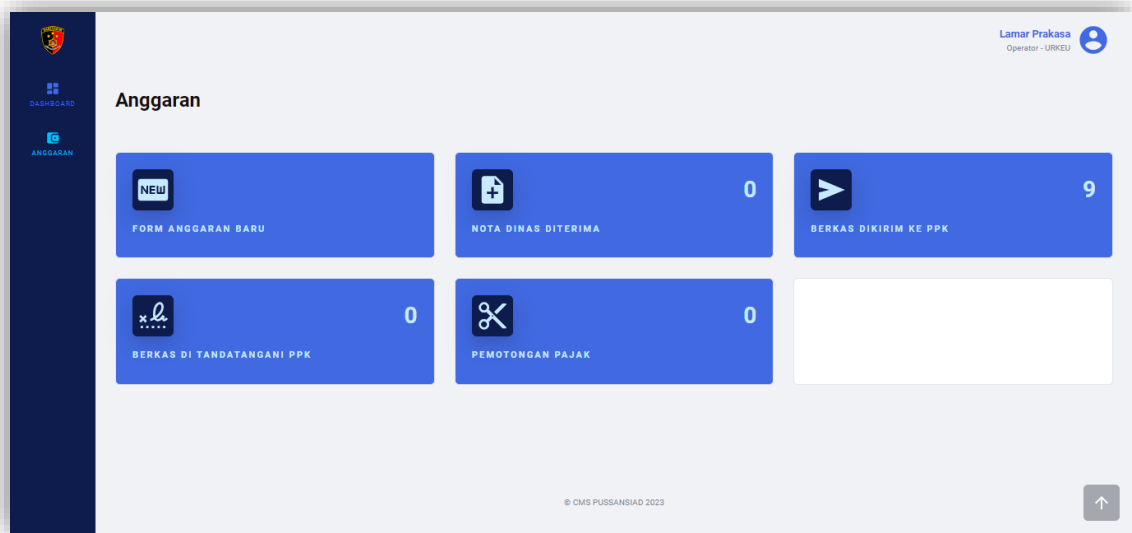 Lamar Prakasa
Operator - URKEU
DASHBOARD
ANGGARAN
Anggaran
NEW
FORM ANGGARAN BARU
0
NOTA DINAS DITERIMA
9
BERKAS DIKIRIM KE PPK
0
BERKAS DI TANDATANGANI PPK
0
PEMOTONGAN PAJAK
© CMS PUSSANSIAD 2023